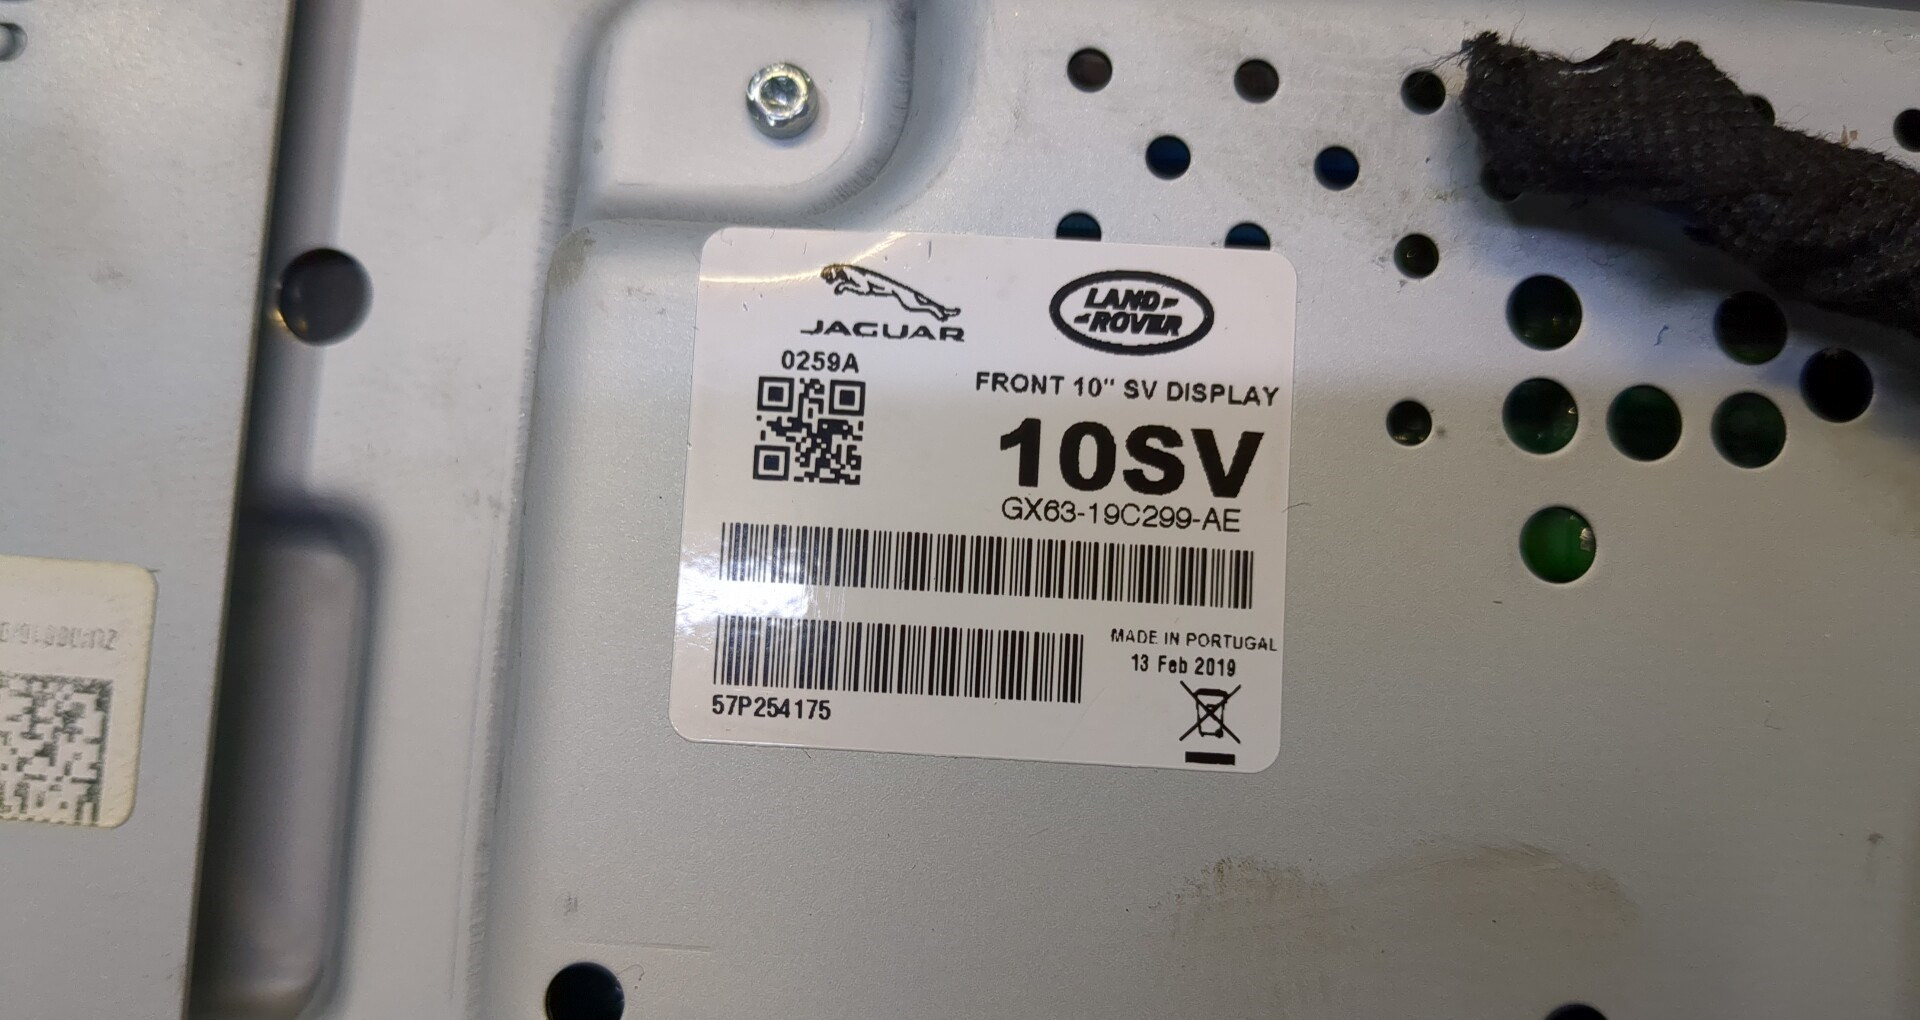 JAGUAR
LAND-
-ROVER
0259A
FRONT 10" SV DISPLAY
10SV
GX63-19C299-AE
MADE IN PORTUGAL
13 Feb 2019
57P254175